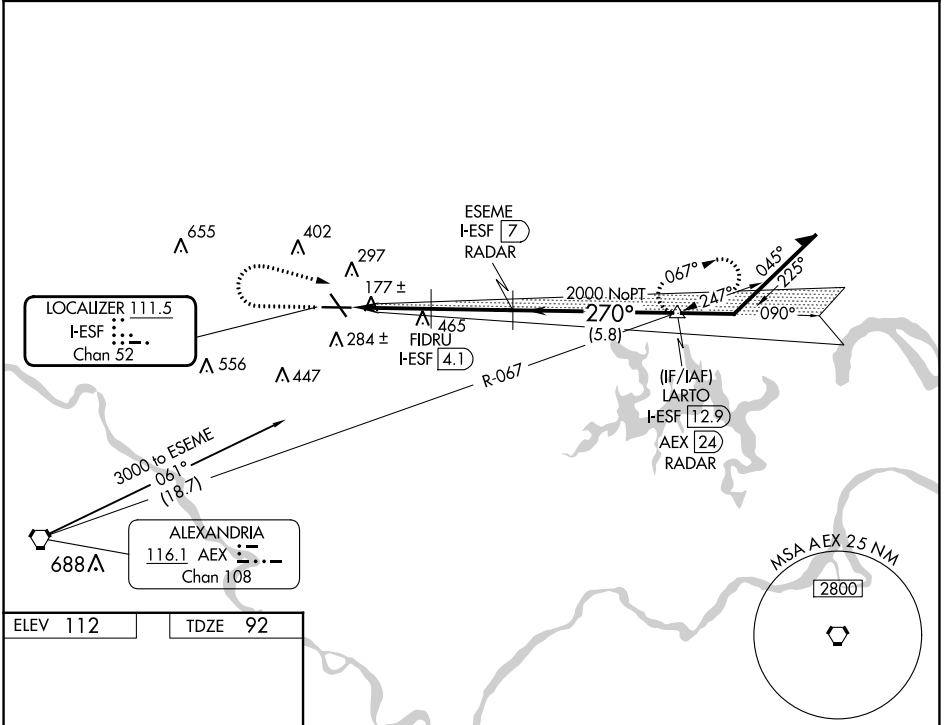 655
402
297
177 ±
ESEME
I-ESF 7
RADAR
067°
045°
225°
247°
2000 NoPT
270°
(5.8)
090°
LOCALIZER 111.5
I-ESF
Chan 52
284 ±
465
FIDRU
I-ESF 4.1
556
447
R-067
(IF/IAF)
LARTO
I-ESF 12.9
AEX 24
RADAR
3000 to ESEME
061°
(18.7)
688
ALEXANDRIA
116.1 AEX
Chan 108
MSA AEX 25 NM
2800
ELEV 112
TDZE 92